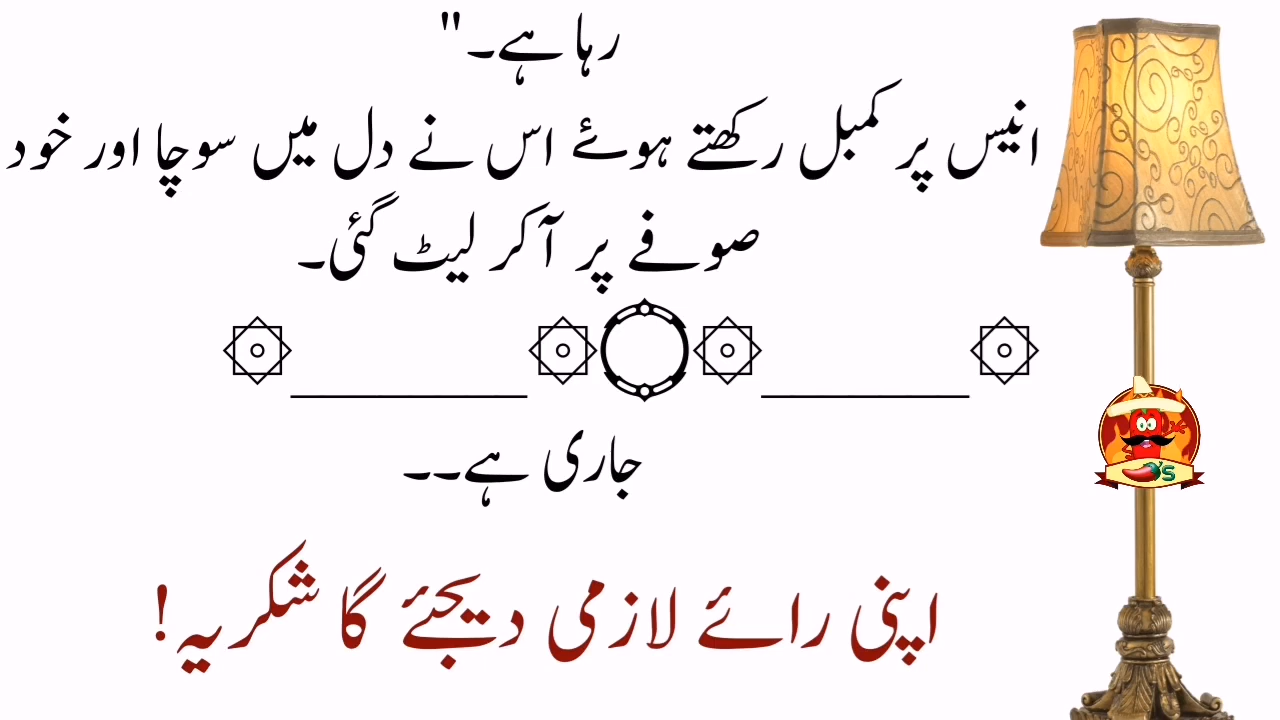 رہا ہے۔"
انیس پر کمبل رکھتے ہوئے اس نے دل میں سوچا اور خود
صوفے پر آکر لیٹ گئی۔
جاری ہے۔۔
اپنی رائے لازمی دیجئے گا شکریہ!
's